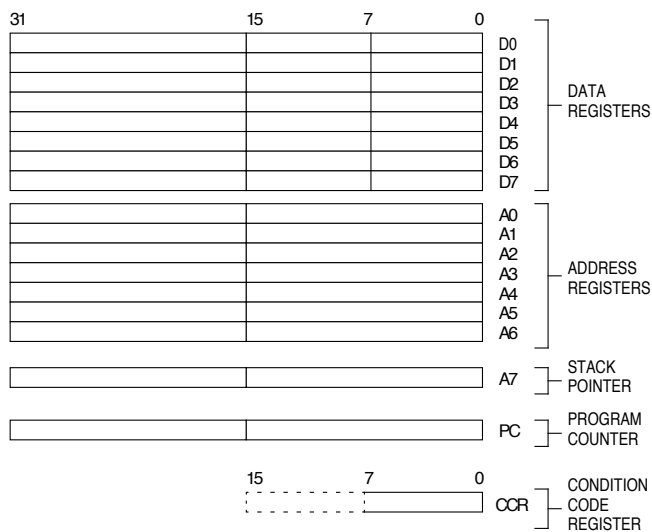 31 15 7 0
D0
D1
D2
DATA
D3
REGISTERS
D4
D5
D6
D7
A0
A1
A2
A3
ADDRESS
A4
REGISTERS
A5
A6
A7
STACK
POINTER
PC
PROGRAM
COUNTER
15 7 0
CCR
CONDITION
CODE
REGISTER